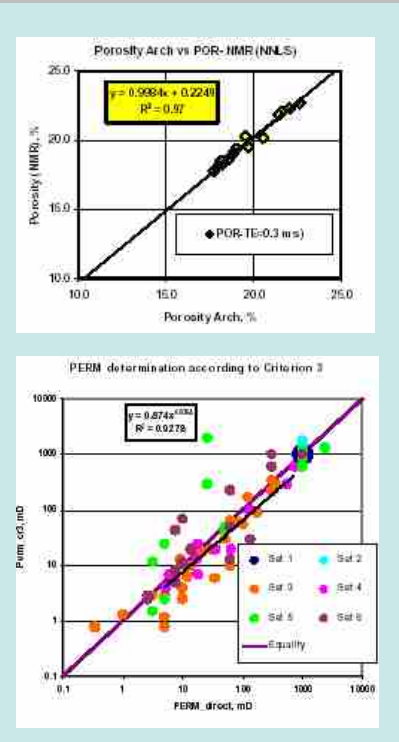 Porosity Arch vs POR-NMR (NNLS)
25.0
y = 0.9984x + 0.2249
R² = 0.97
20.0
Porosity (NMR), %
15.0
POR-TE=0.3 ms)
10.0
10.0 15.0 20.0 25.0
Porosity Arch, %
PERM determination according to Criterion 3
10000
y = 0.874x
R² = 0.9278
1000
100
Perm_cr3, mD
10
Set 1 Set 2
Set 3 Set 4
1
Set 5 Set 6
Equality
0.1
0.1 1 10 100 1000 10000
PERM_direct, mD